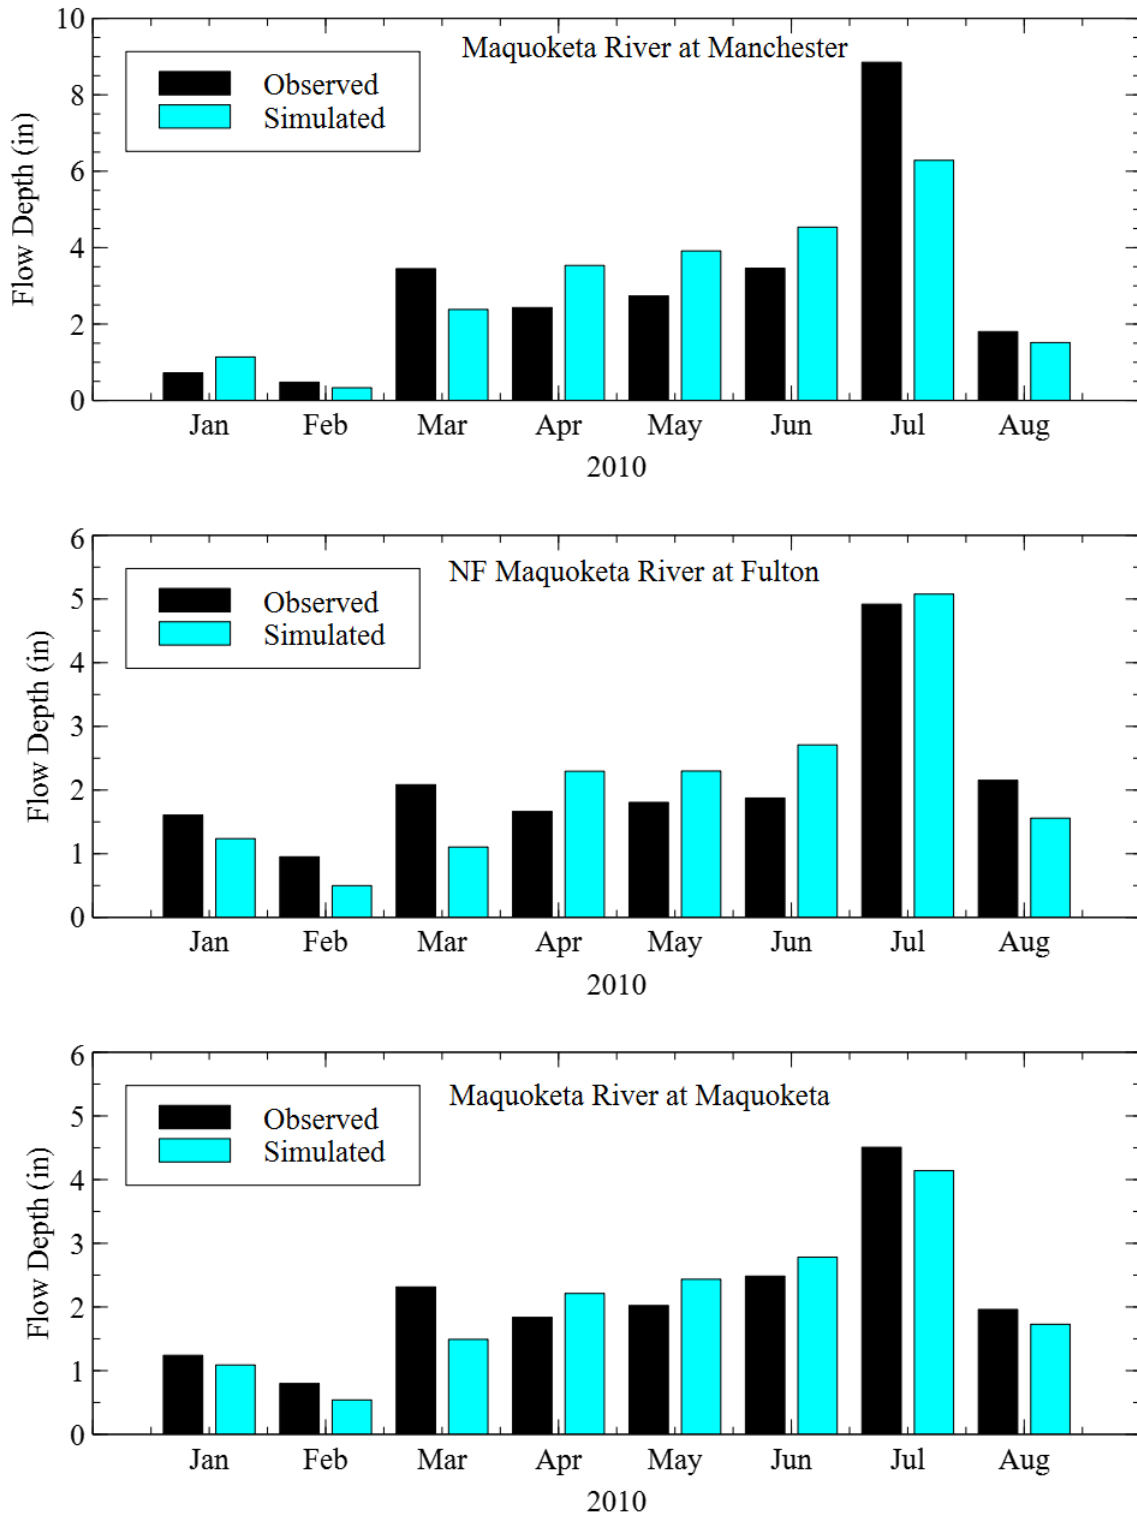 Maquoketa River at Manchester
Observed
Simulated
Flow Depth (in)
10
8
6
4
2
0
Jan Feb Mar Apr May Jun Jul Aug
2010
NF Maquoketa River at Fulton
Observed
Simulated
Flow Depth (in)
6
5
4
3
2
1
0
Jan Feb Mar Apr May Jun Jul Aug
2010
Maquoketa River at Maquoketa
Observed
Simulated
Flow Depth (in)
6
5
4
3
2
1
0
Jan Feb Mar Apr May Jun Jul Aug
2010